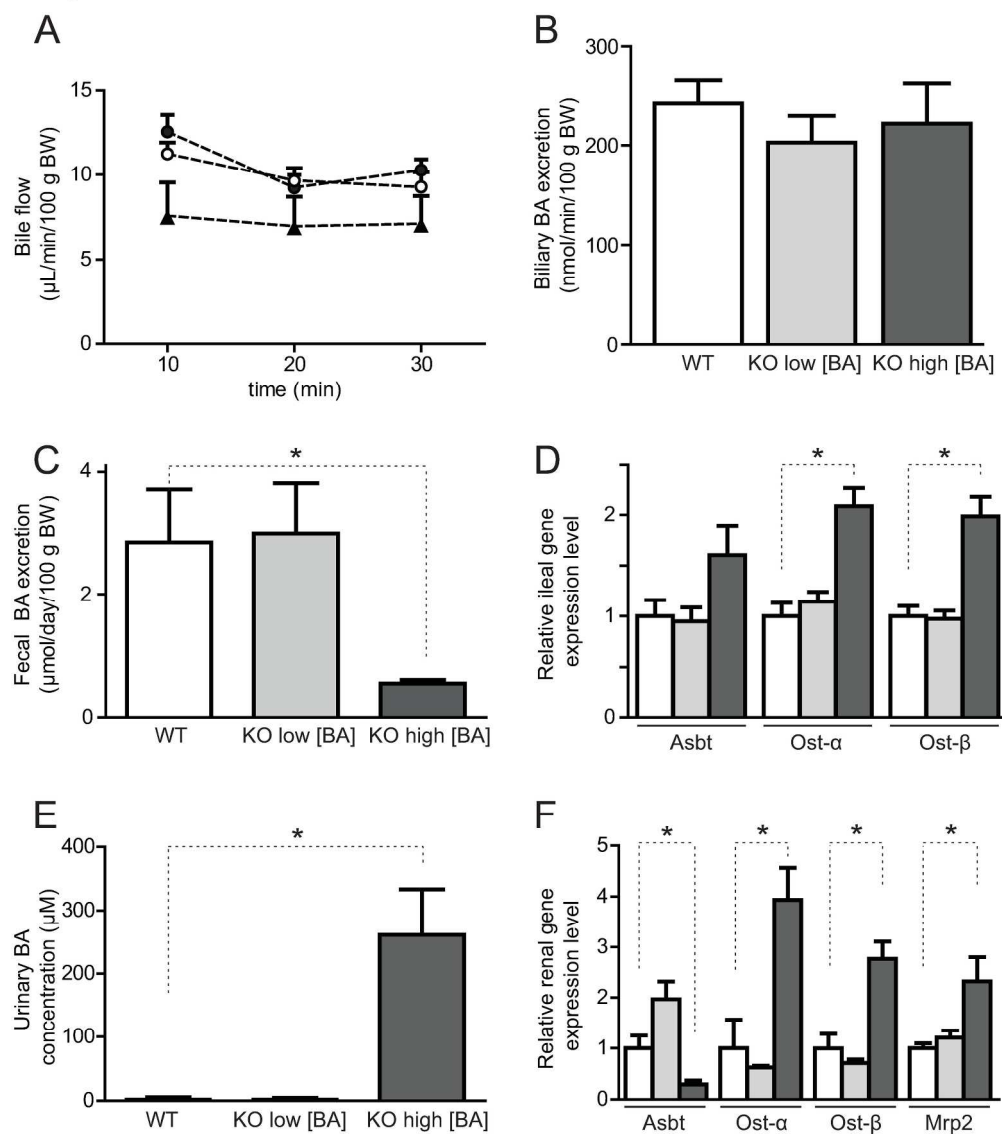 A
Bile flow
(µL/min/100 g BW)
15
10
5
0
10 20 30
time (min)
B
Biliary BA excretion
(nmol/min/100 g BW)
300
200
100
0
WT KO low [BA] KO high [BA]
C
Fecal BA excretion
(µmol/day/100 g BW)
4
2
0
*
WT KO low [BA] KO high [BA]
D
Relative ileal gene
expression level
2
1
0
* *
Asbt Ost-α Ost-β
E
Urinary BA
concentration (µM)
400
300
200
100
0
*
WT KO low [BA] KO high [BA]
F
Relative renal gene
expression level
5
4
2
1
0
* * * *
Asbt Ost-α Ost-β Mrp2